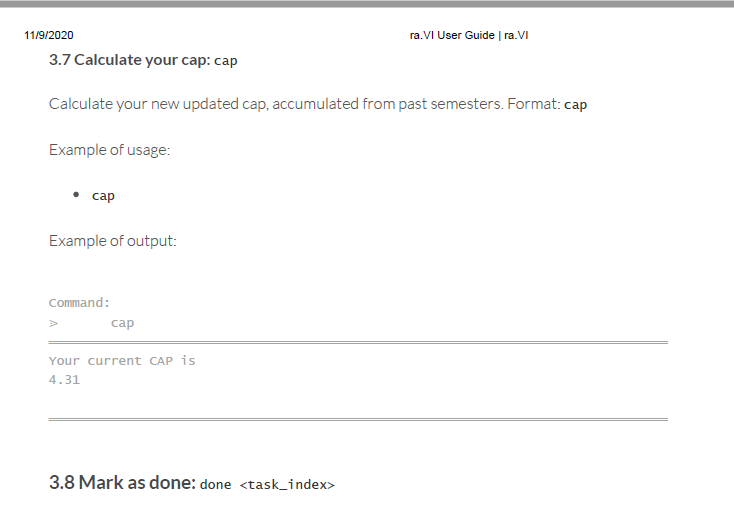 11/9/2020 ra.VI User Guide | ra.VI
3.7 Calculate your cap: cap
Calculate your new updated cap, accumulated from past semesters. Format: cap
Example of usage:
• cap
Example of output:
Command:
> cap
Your current CAP is
4.31
3.8 Mark as done: done <task_index>